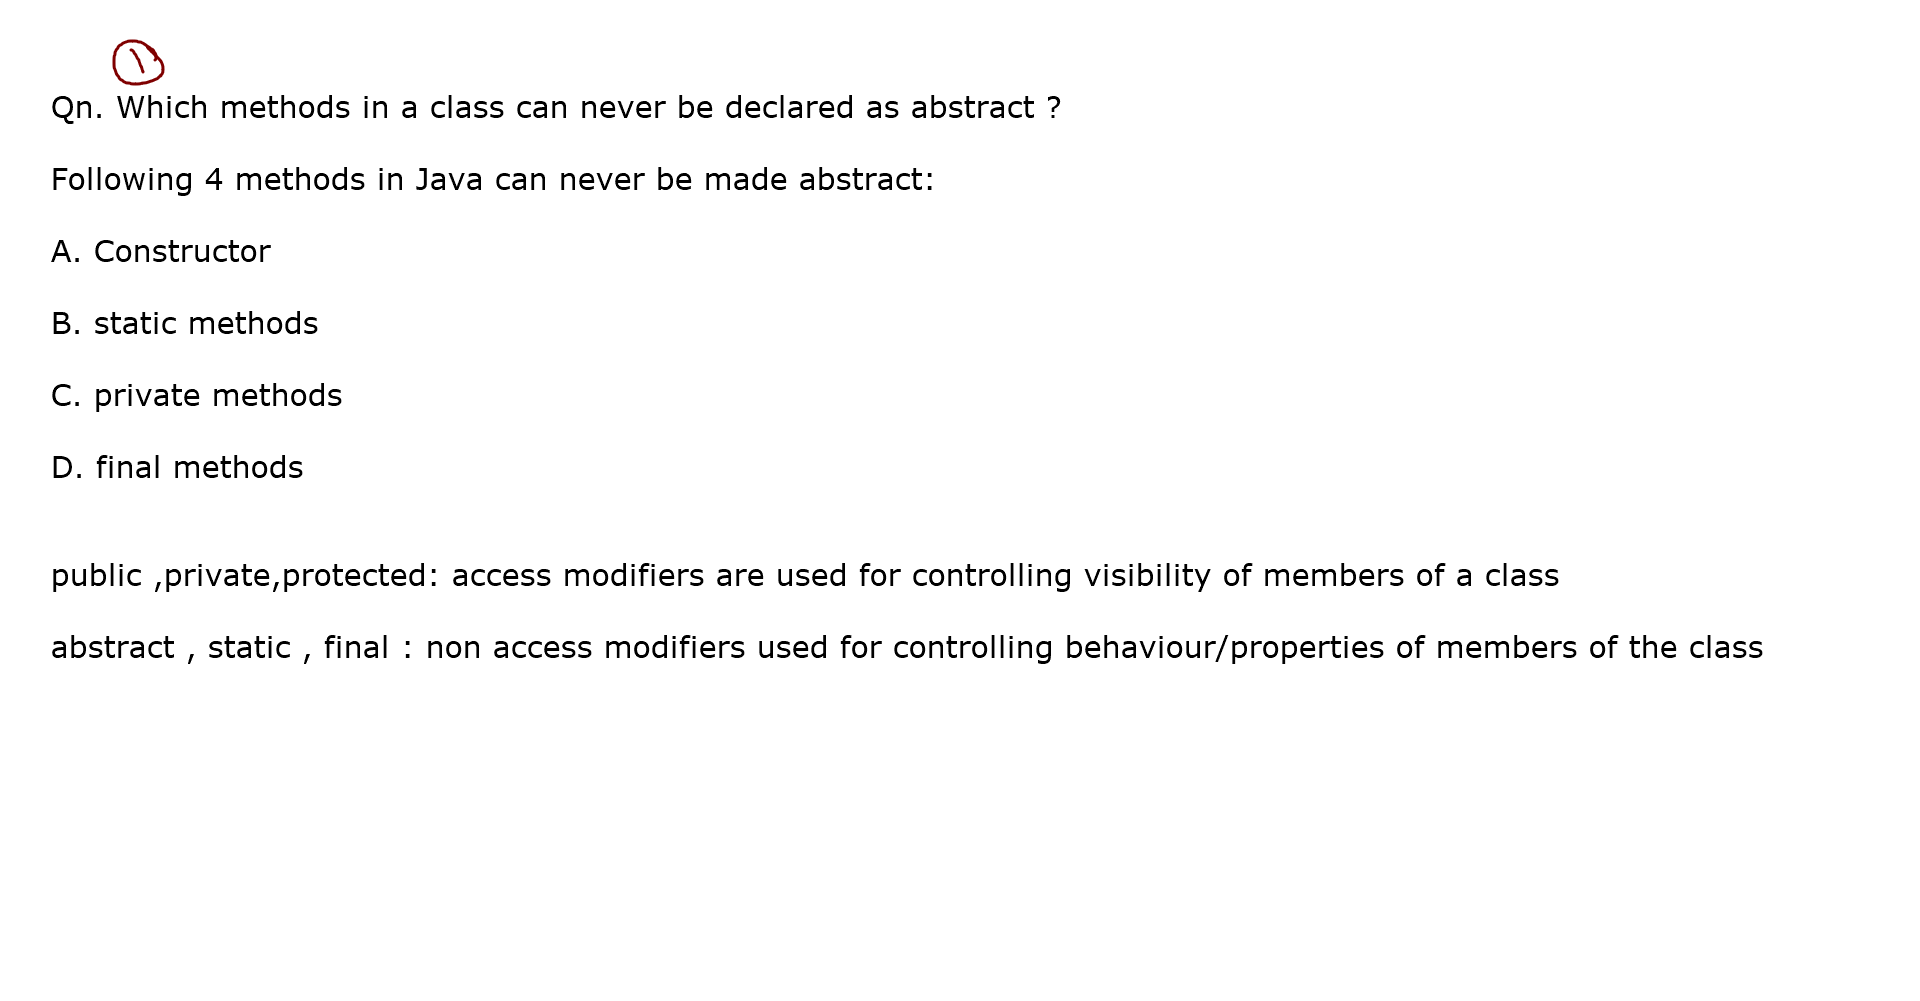 1
Qn. Which methods in a class can never be declared as abstract ?
Following 4 methods in Java can never be made abstract:
A. Constructor
B. static methods
C. private methods
D. final methods
public ,private,protected: access modifiers are used for controlling visibility of members of a class
abstract , static , final : non access modifiers used for controlling behaviour/properties of members of the class